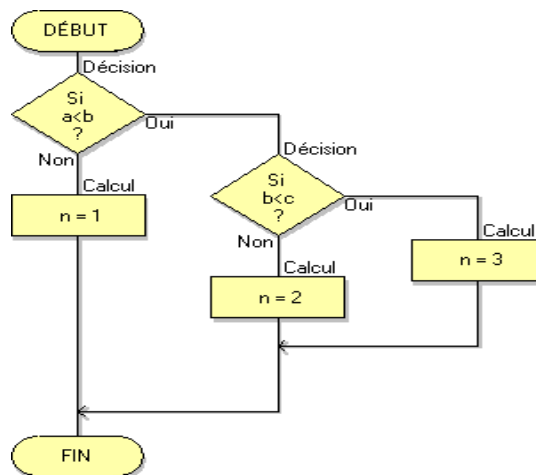 DÉBUT
Décision
Si
a<b
?
Oui
Non
Calcul
n = 1
Décision
Si
b<c
?
Oui
Non
Calcul
n = 2
Calcul
n = 3
FIN